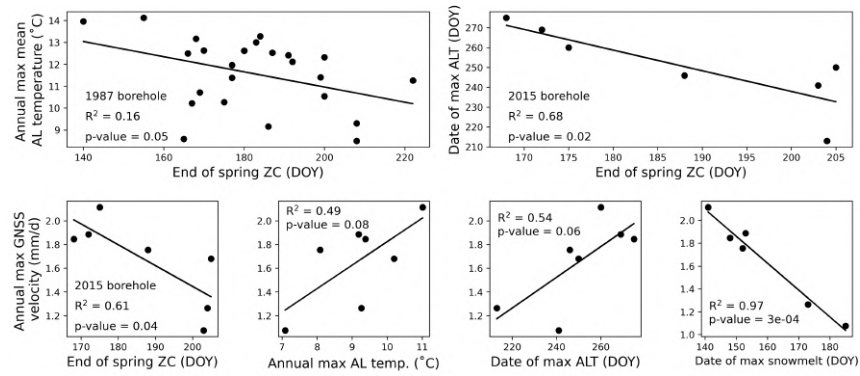 Annual max mean
AL temperature (˚C)
14
13
12
11
10
9
1987 borehole
R² = 0.16
p-value = 0.05
140
160
180
200
220
End of spring ZC (DOY)
Date of max ALT (DOY)
280
270
260
250
240
230
220
210
2015 borehole
R² = 0.68
p-value = 0.02
170
175
180
185
190
195
200
205
End of spring ZC (DOY)
Annual max GNSS
velocity (mm/d)
2.0
1.8
1.6
1.4
1.2
2015 borehole
R² = 0.61
p-value = 0.04
170
180
190
200
End of spring ZC (DOY)
2.0
1.8
1.6
1.4
1.2
R² = 0.49
p-value = 0.08
7
8
9
10
11
Annual max AL temp. (˚C)
2.0
1.8
1.6
1.4
1.2
R² = 0.54
p-value = 0.06
220
240
260
Date of max ALT (DOY)
2.0
1.8
1.6
1.4
1.2
1.0
R² = 0.97
p-value = 3e-04
140
150
160
170
180
Date of max snowmelt (DOY)